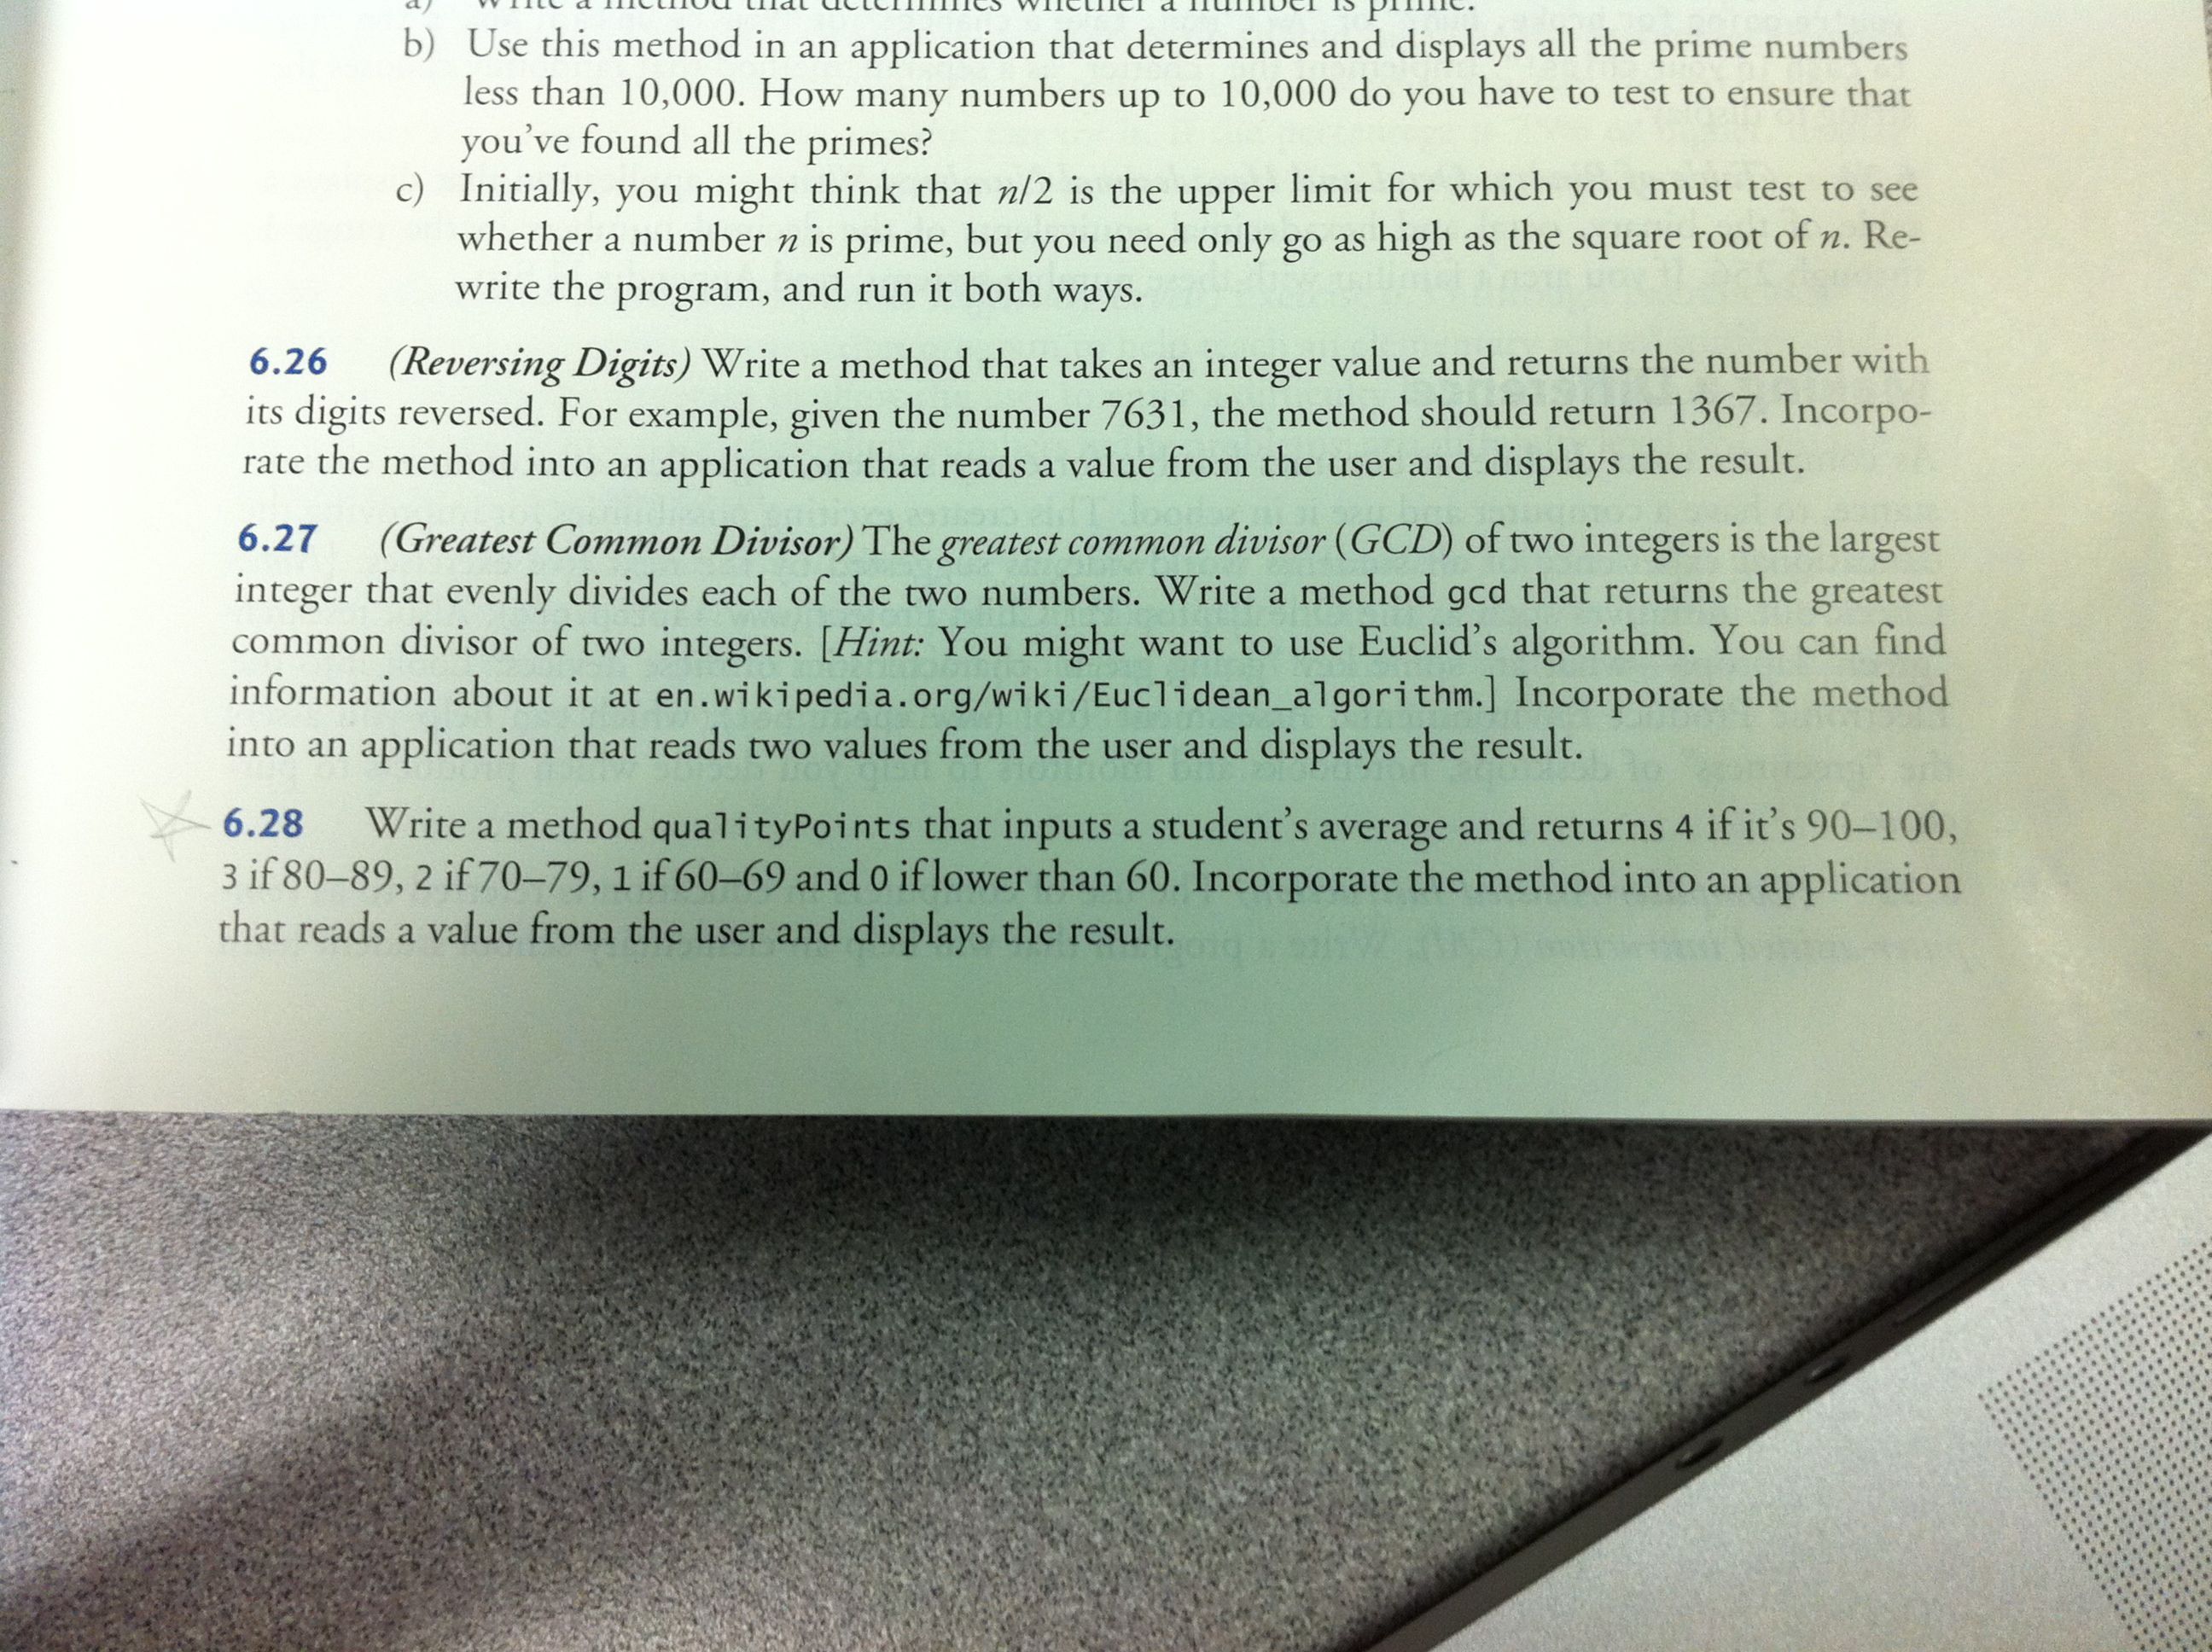 a) Write a method that determines whether a number is prime.
b) Use this method in an application that determines and displays all the prime numbers
less than 10,000. How many numbers up to 10,000 do you have to test to ensure that
you've found all the primes?
c) Initially, you might think that n/2 is the upper limit for which you must test to see
whether a number n is prime, but you need only go as high as the square root of n. Re-
write the program, and run it both ways.
6.26 (Reversing Digits) Write a method that takes an integer value and returns the number with
its digits reversed. For example, given the number 7631, the method should return 1367. Incorpo-
rate the method into an application that reads a value from the user and displays the result.
6.27 (Greatest Common Divisor) The greatest common divisor (GCD) of two integers is the largest
integer that evenly divides each of the two numbers. Write a method gcd that returns the greatest
common divisor of two integers. [Hint: You might want to use Euclid's algorithm. You can find
information about it at en.wikipedia.org/wiki/Euclidean_algorithm.] Incorporate the method
into an application that reads two values from the user and displays the result.
6.28 Write a method qualityPoints that inputs a student's average and returns 4 if it's 90–100,
3 if 80–89, 2 if 70–79, 1 if 60–69 and 0 if lower than 60. Incorporate the method into an application
that reads a value from the user and displays the result.